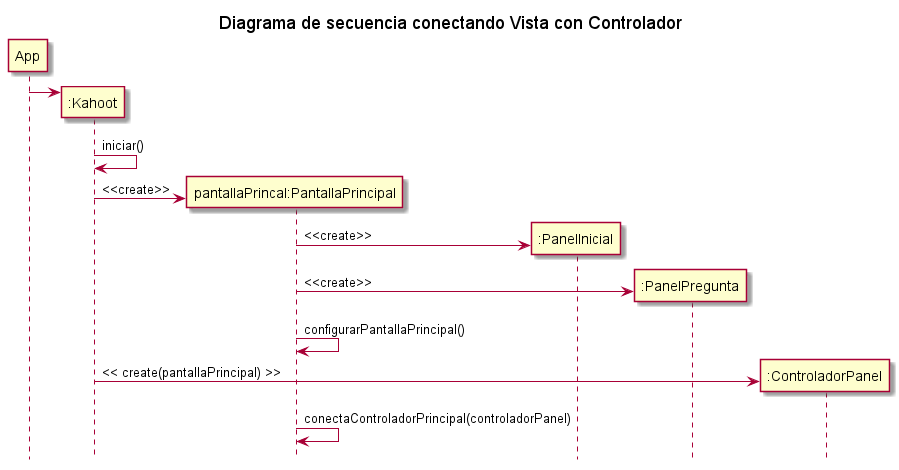 Diagrama de secuencia conectando Vista con Controlador
App
:Kahoot
iniciar()
<<create>>
pantallaPrincal:PantallaPrincipal
<<create>>
:PanelInicial
<<create>>
:PanelPregunta
configurarPantallaPrincipal()
<< create(pantallaPrincipal) >>
:ControladorPanel
conectaControladorPrincipal(controladorPanel)